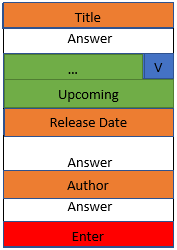 Title
Answer
... V
Upcoming
Release Date
Answer
Author
Answer
Enter